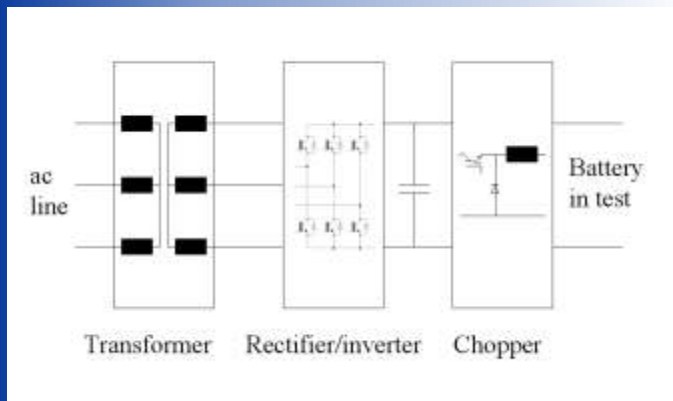 ac
line
Battery
in test
Transformer
Rectifier/inverter
Chopper